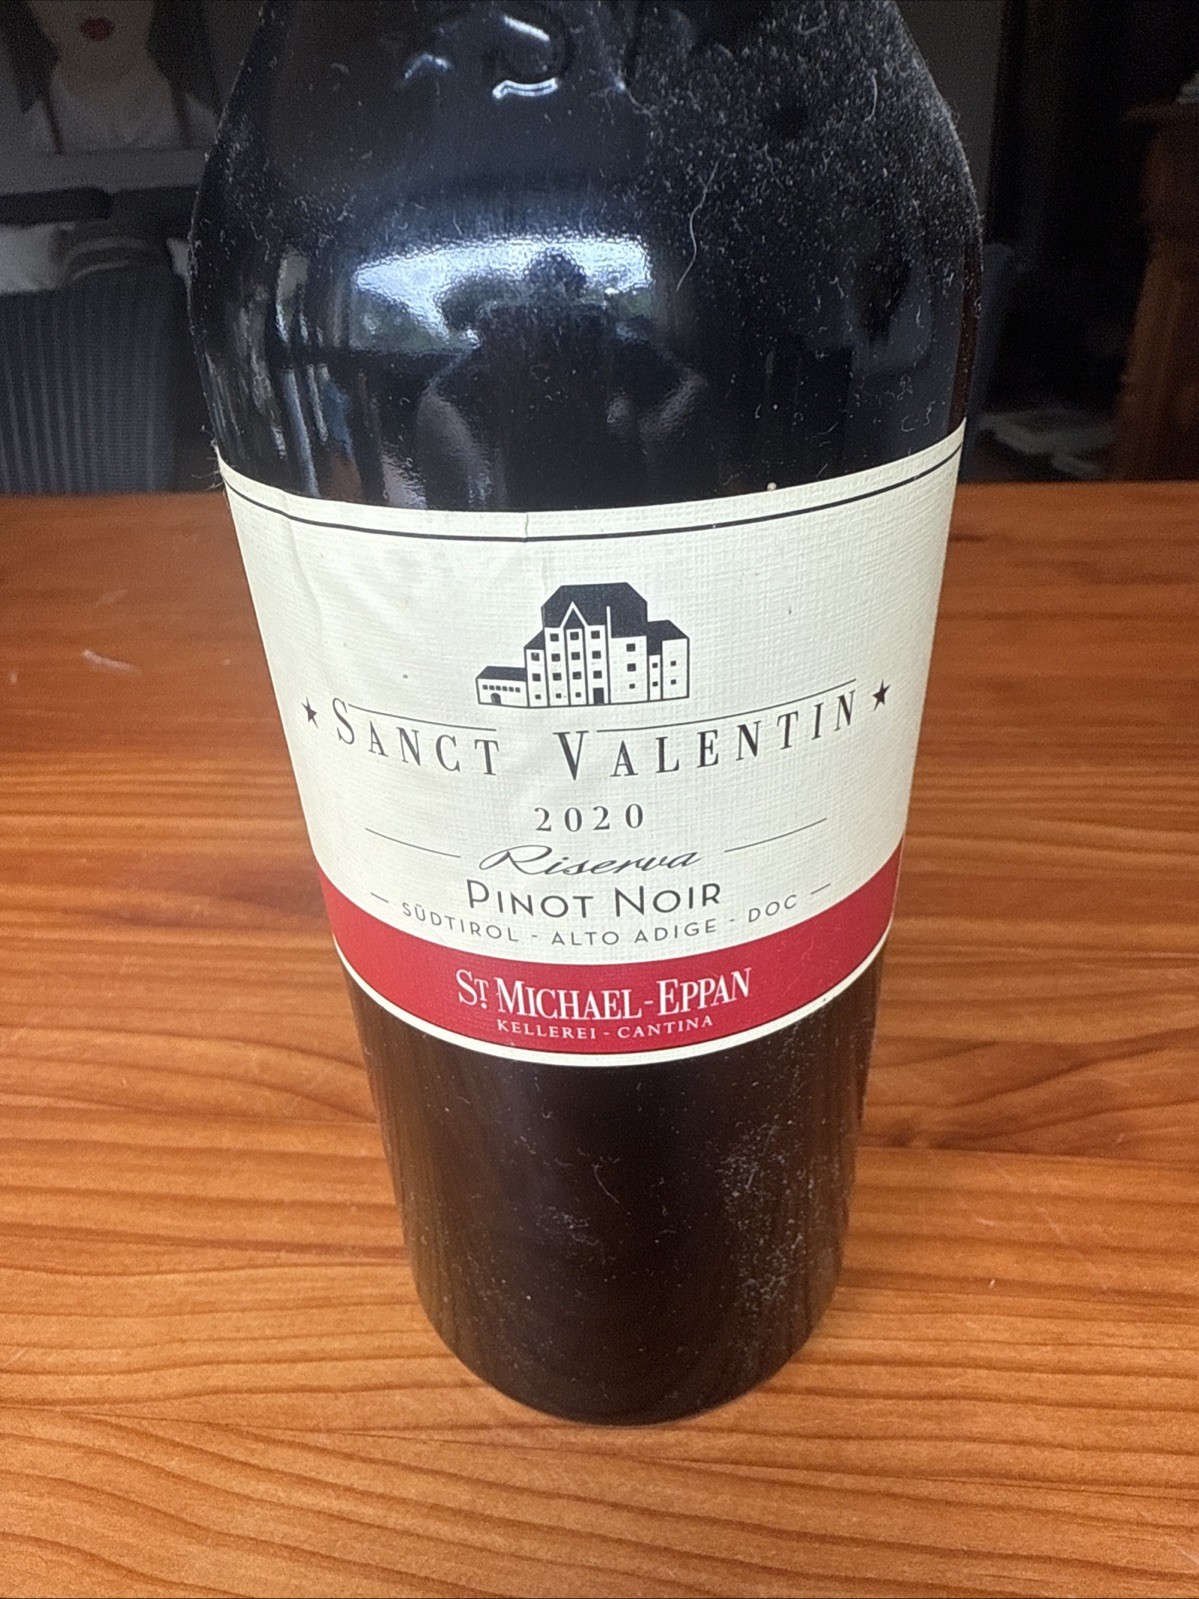 SANCT VALENTIN
2020
Riserva
PINOT NOIR
SÜDTIROL - ALTO ADIGE - DOC
ST. MICHAEL-EPPAN
KELLEREI - CANTINA